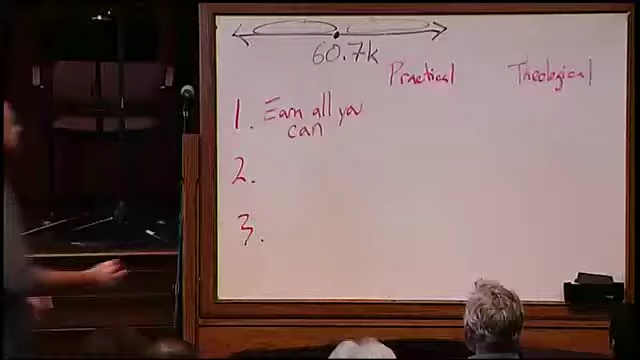 60.7k
Practical Theological
1. Earn all you
can
2.
3.